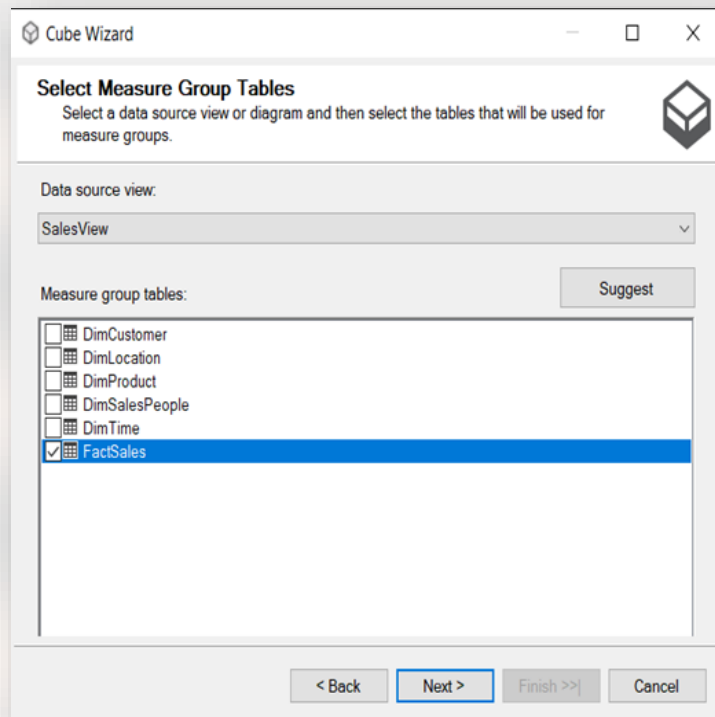 Cube Wizard
Select Measure Group Tables
Select a data source view or diagram and then select the tables that will be used for
measure groups.
Data source view:
SalesView
Measure group tables:
Suggest
DimCustomer
DimLocation
DimProduct
DimSalesPeople
DimTime
FactSales
< Back
Next >
Finish >>|
Cancel